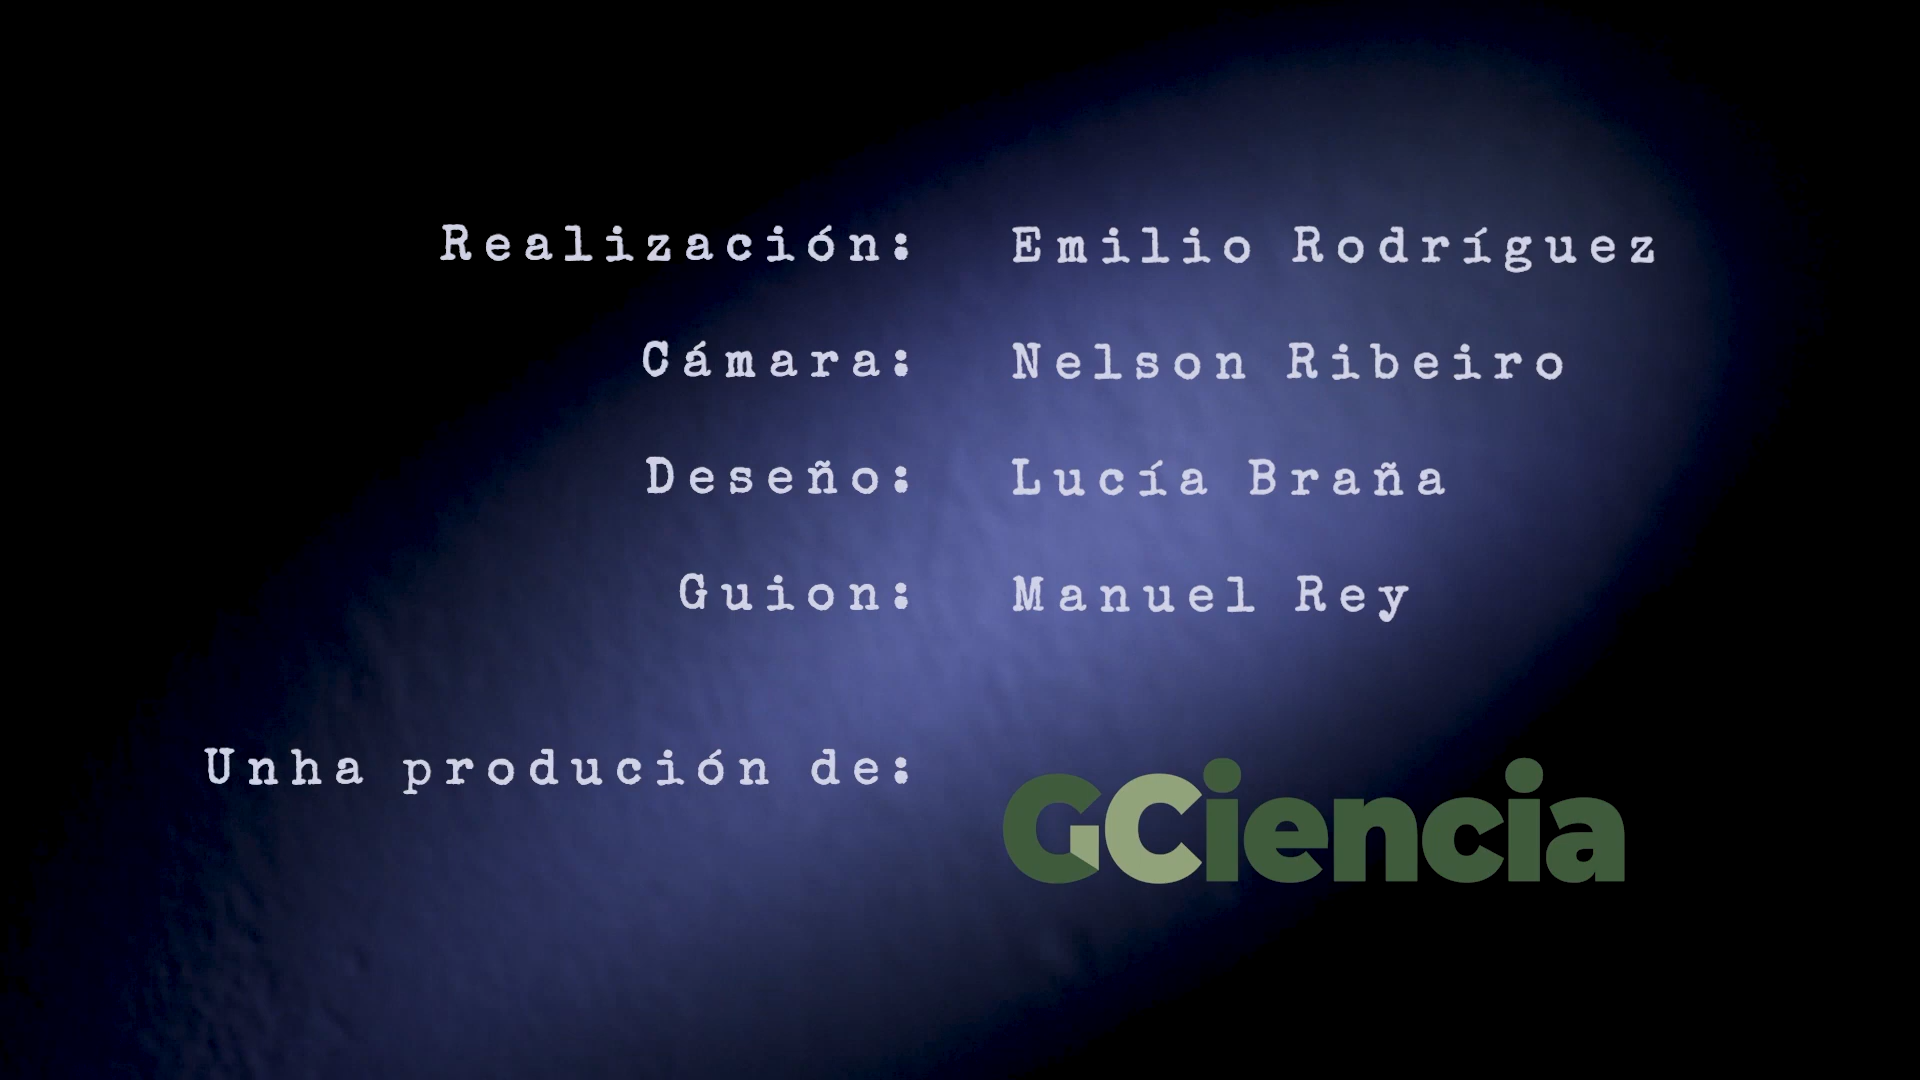 Realización: Emilio Rodríguez
Cámara: Nelson Ribeiro
Deseño: Lucía Braña
Guion: Manuel Rey
Unha produción de:
GCiencia